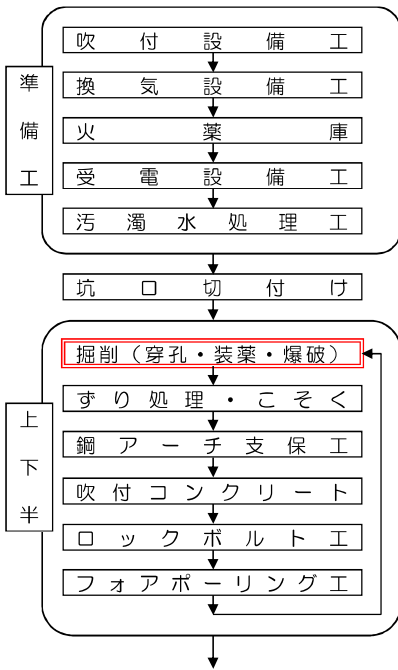 準備工
吹付設備工
換気設備工
火薬庫
受電設備工
汚濁水処理工
坑口切付け
上下半
掘削（穿孔・装薬・爆破）
ずり処理・こそく
鋼アーチ支保工
吹付コンクリート
ロックボルト工
フォアポーリング工